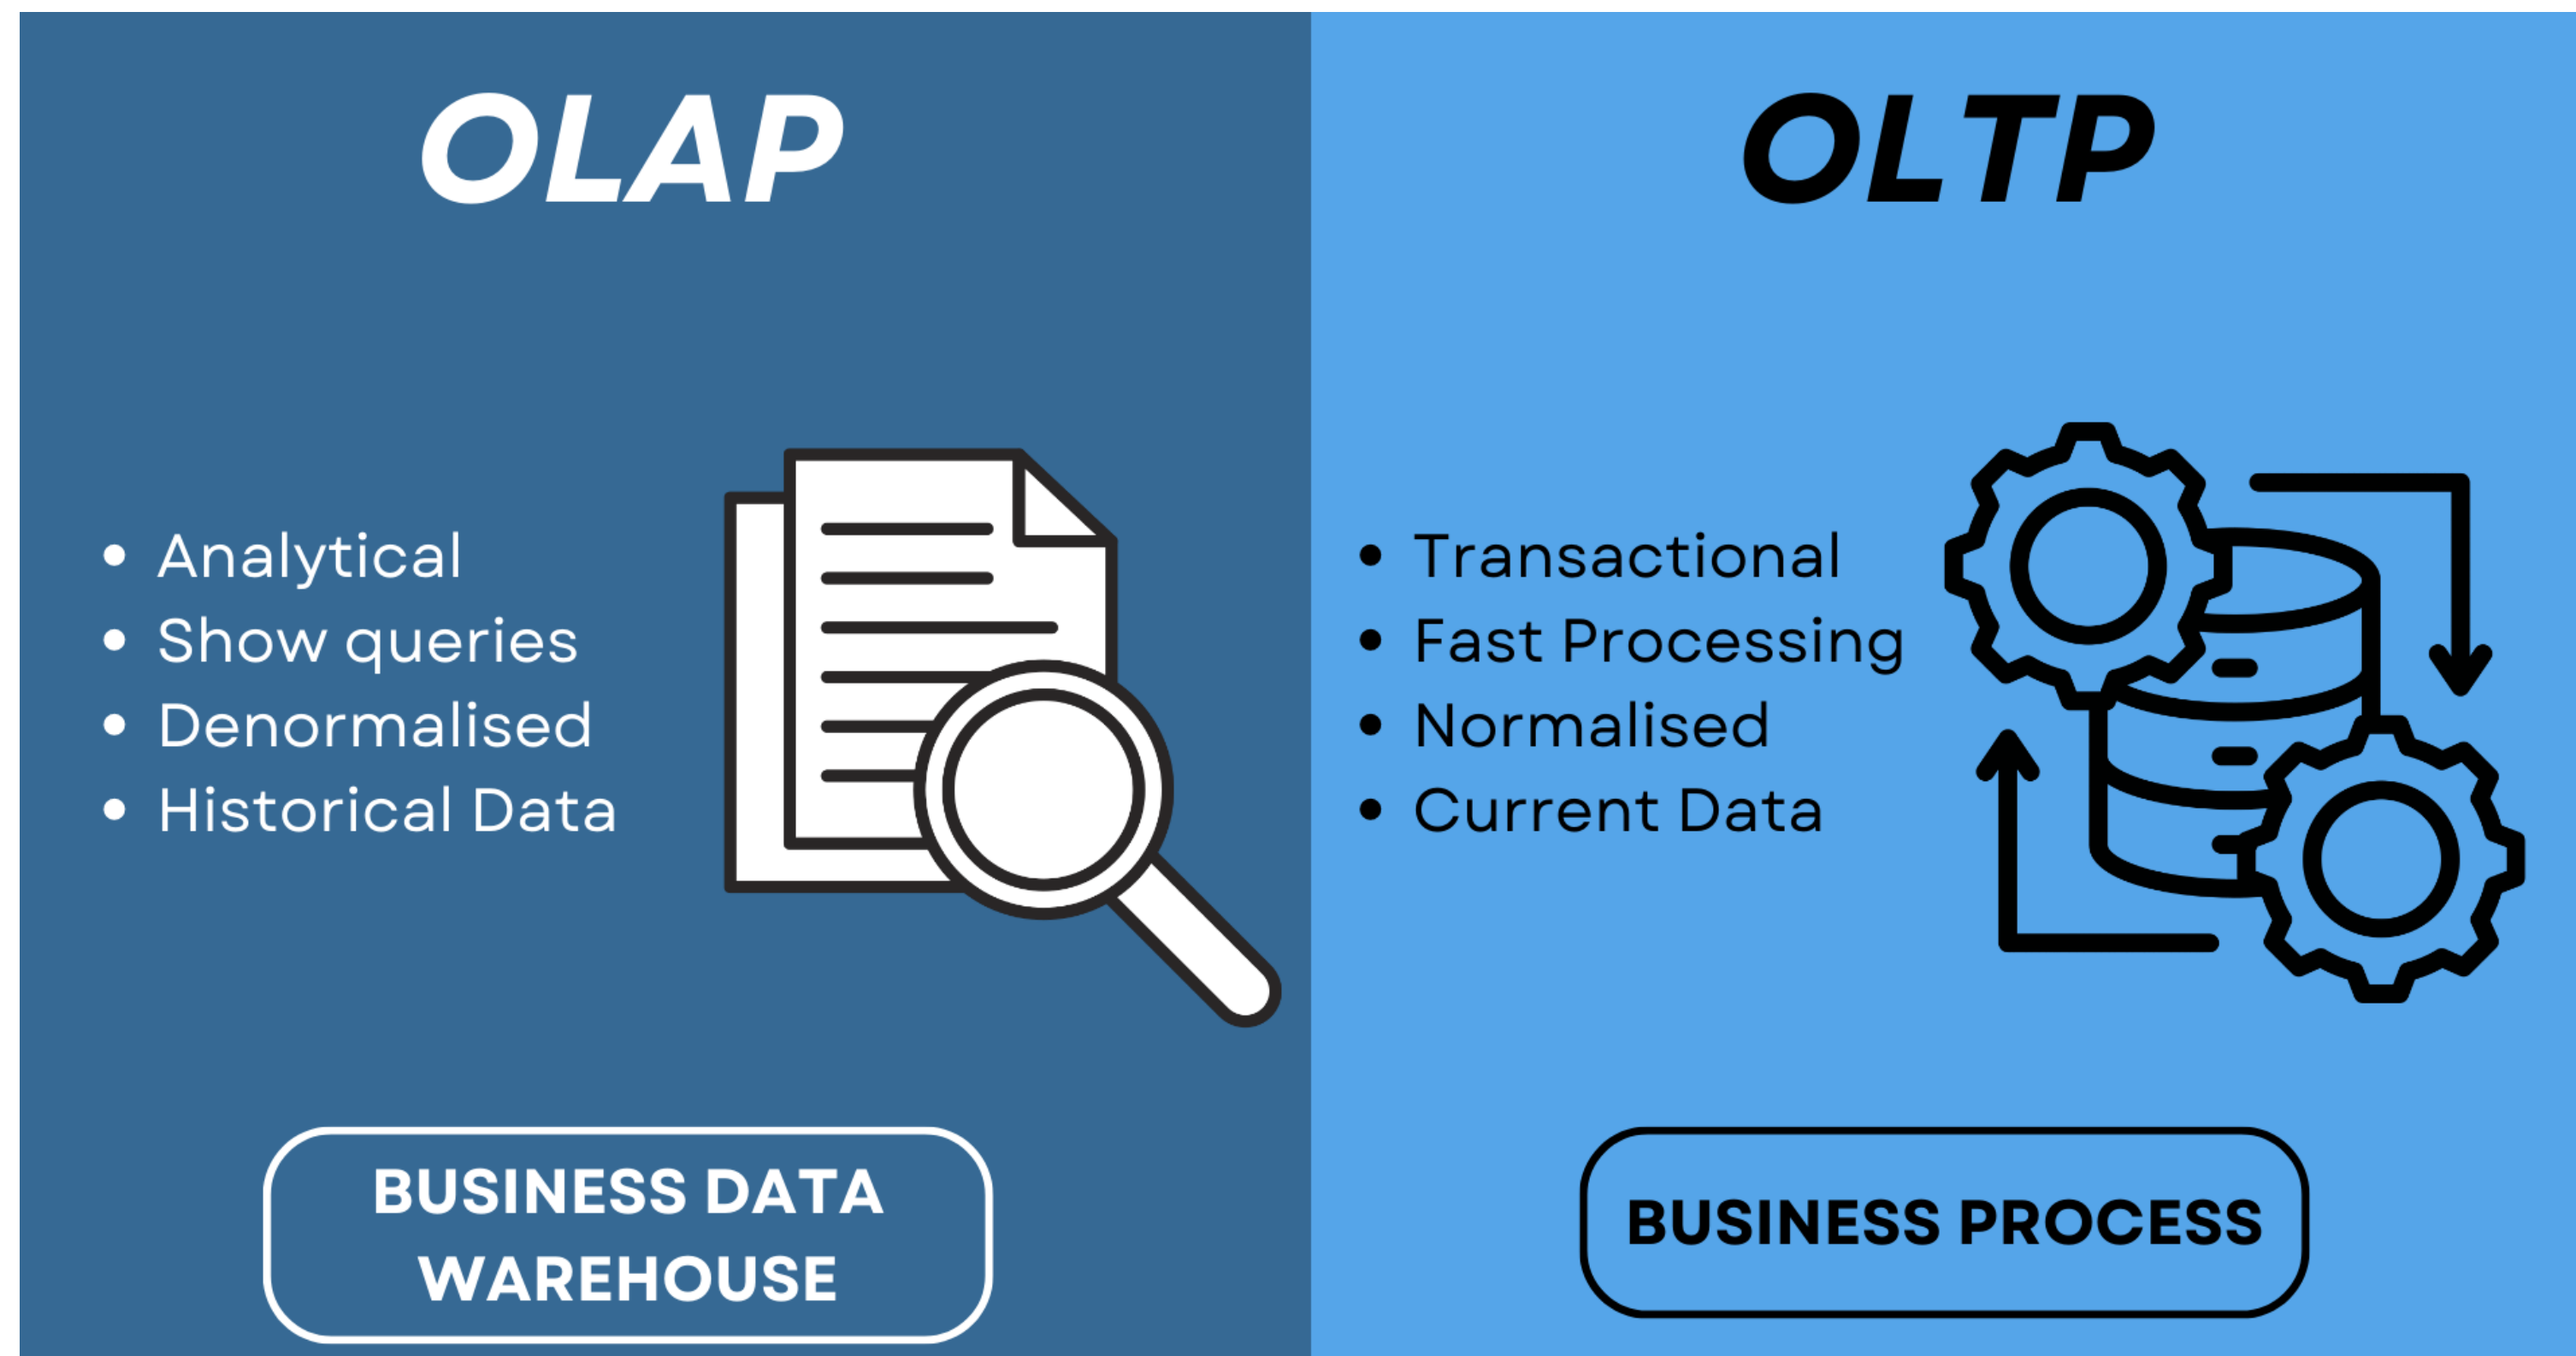 OLAP
• Analytical
• Show queries
• Denormalised
• Historical Data
BUSINESS DATA
WAREHOUSE
OLTP
• Transactional
• Fast Processing
• Normalised
• Current Data
BUSINESS PROCESS